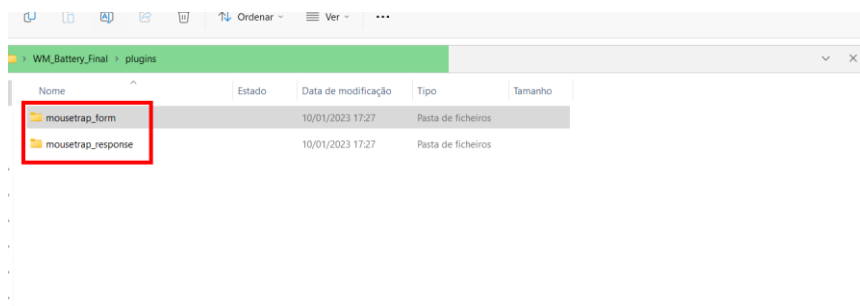 Ordenar Ver
WM_Battery_Final plugins
Nome Estado Data de modificação Tipo Tamanho
mousetrap_form 10/01/2023 17:27 Pasta de ficheiros
mousetrap_response 10/01/2023 17:27 Pasta de ficheiros